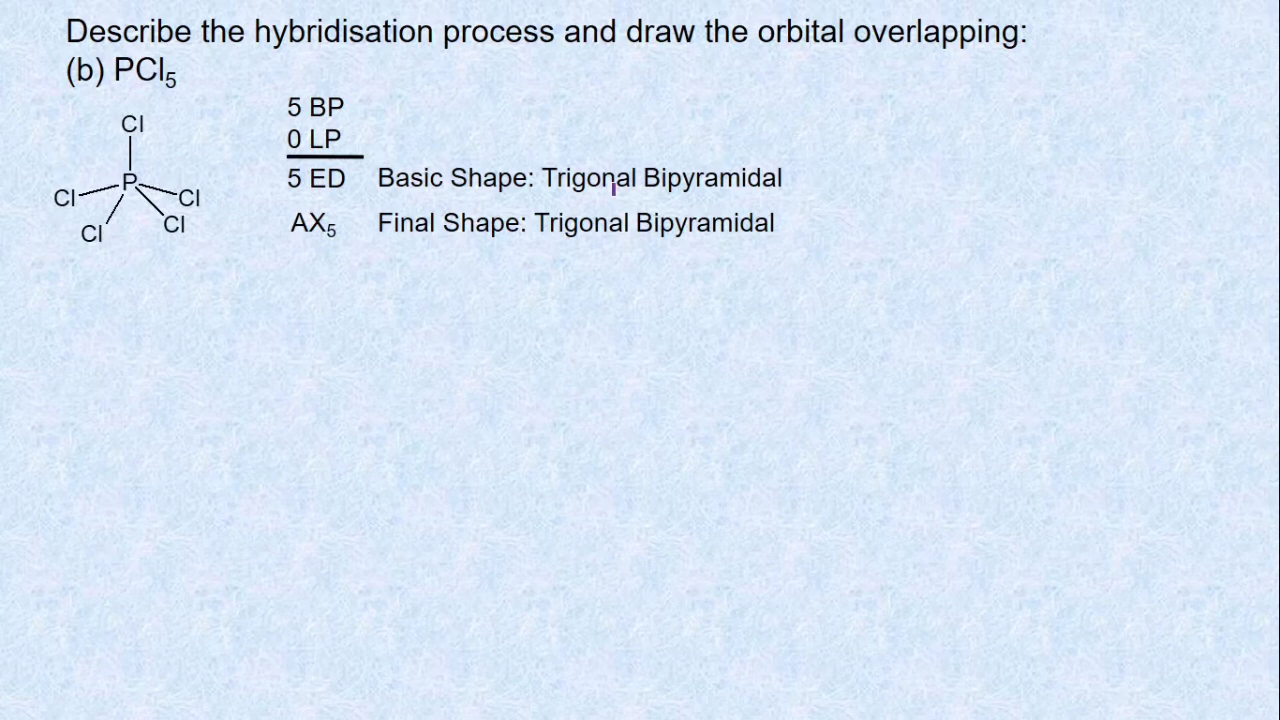 Describe the hybridisation process and draw the orbital overlapping:
(b) PCl₅
5 BP
0 LP
5 ED Basic Shape: Trigonal Bipyramidal
AX₅ Final Shape: Trigonal Bipyramidal
Cl
P
Cl Cl
Cl Cl